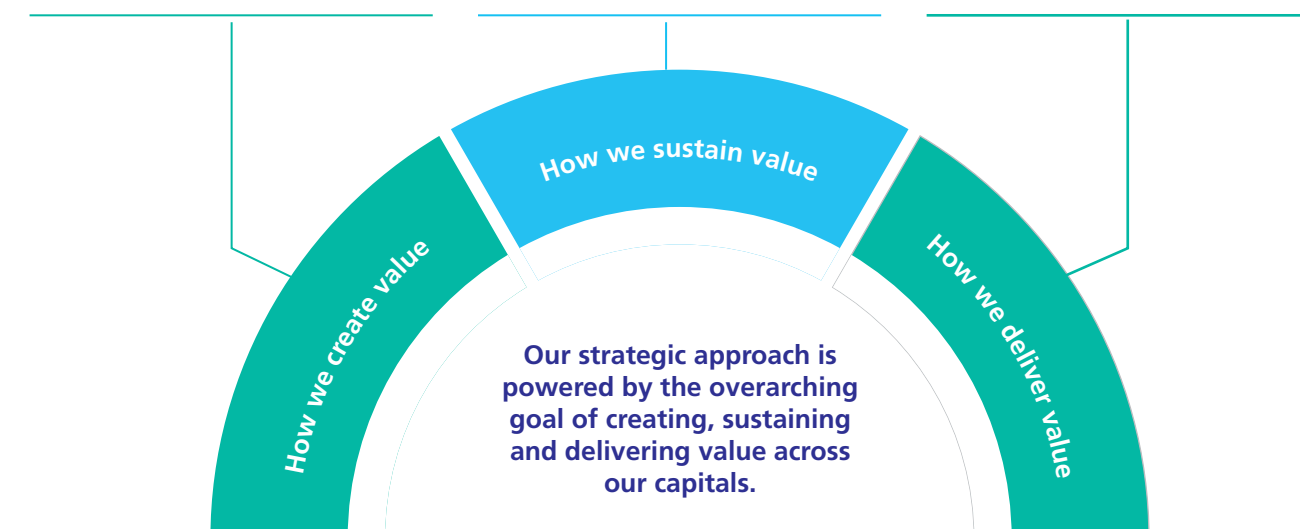 How we create value
How we sustain value
How we deliver value
Our strategic approach is
powered by the overarching
goal of creating, sustaining
and delivering value across
our capitals.